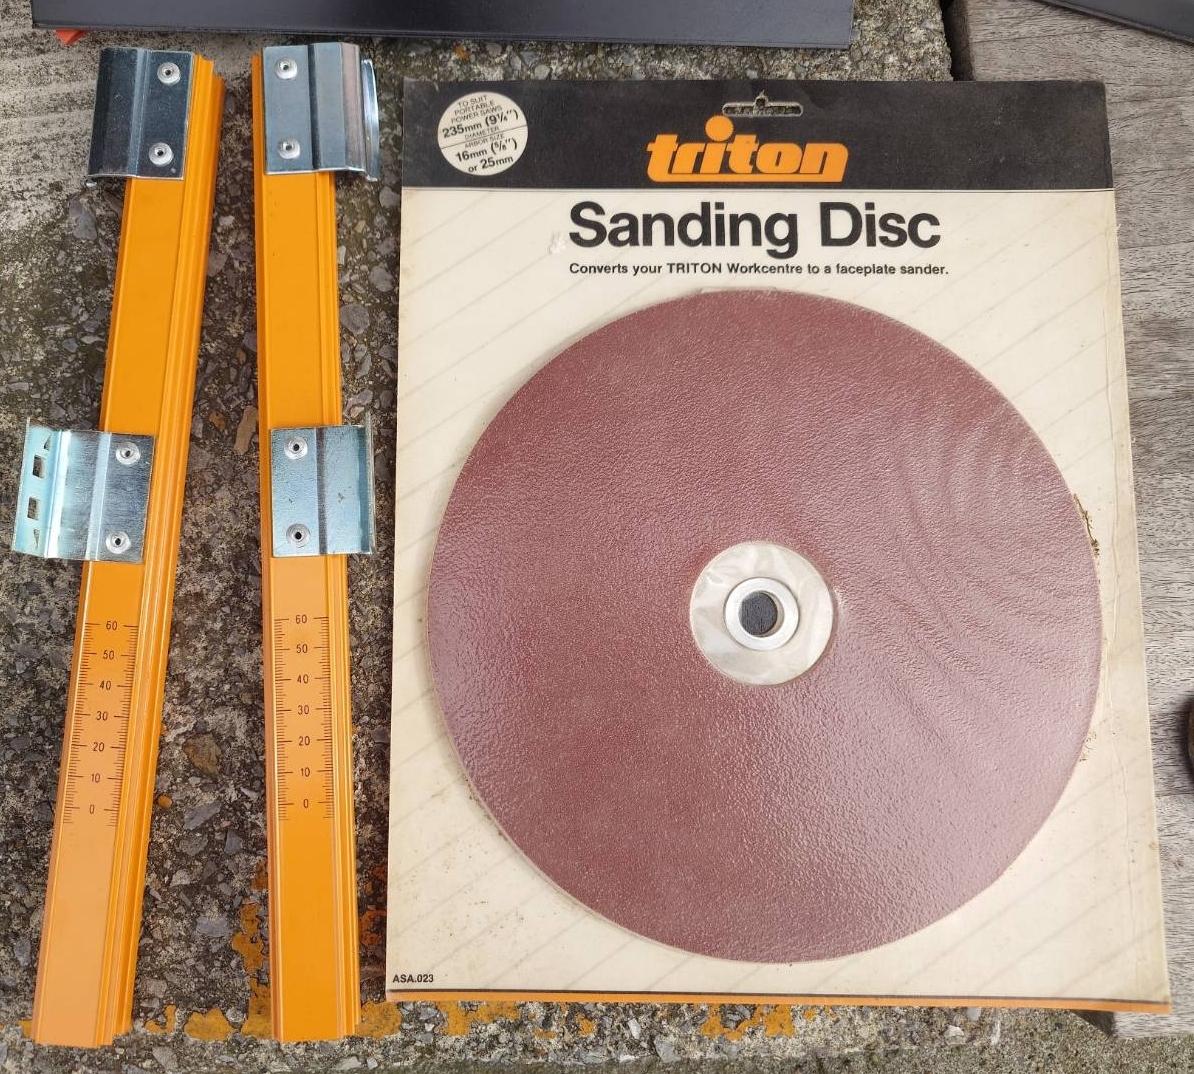 TO SUIT
PORTABLE
POWER SAWS
235mm (9¼")
DIAMETER
ARBOR SIZE
16mm (⅝")
or 25mm
triton
Sanding Disc
Converts your TRITON Workcentre to a faceplate sander.
60
50
40
30
20
10
0
60
50
40
30
20
10
0
ASA.023